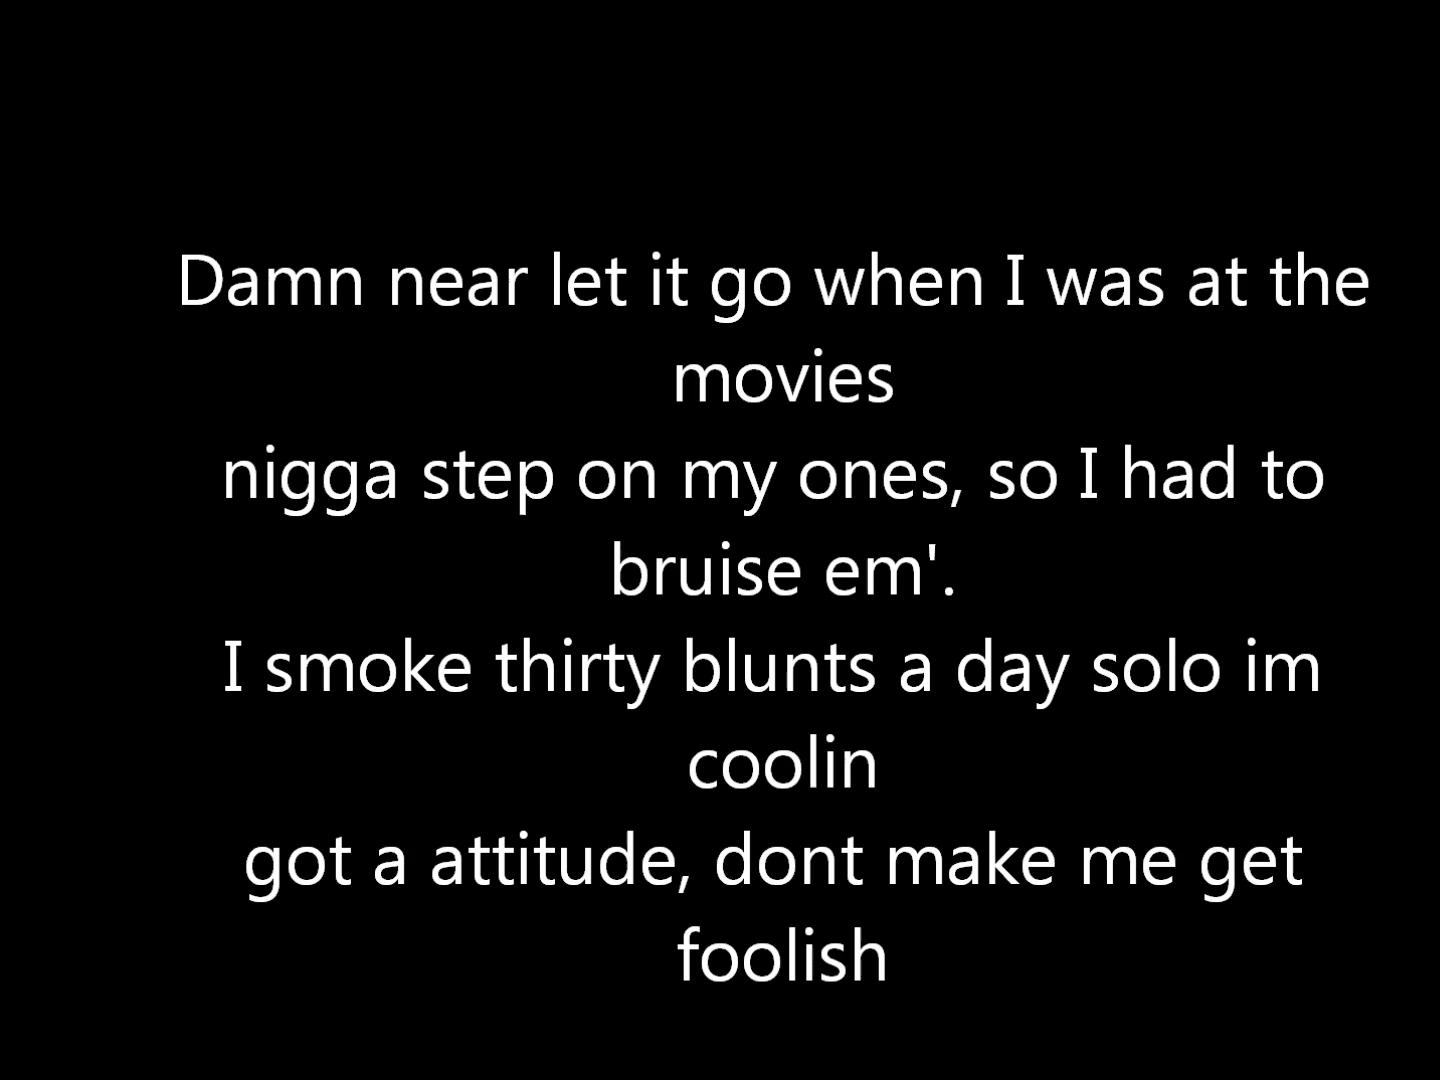 Damn near let it go when I was at the
movies
nigga step on my ones, so I had to
bruise em'.
I smoke thirty blunts a day solo im
coolin
got a attitude, dont make me get
foolish